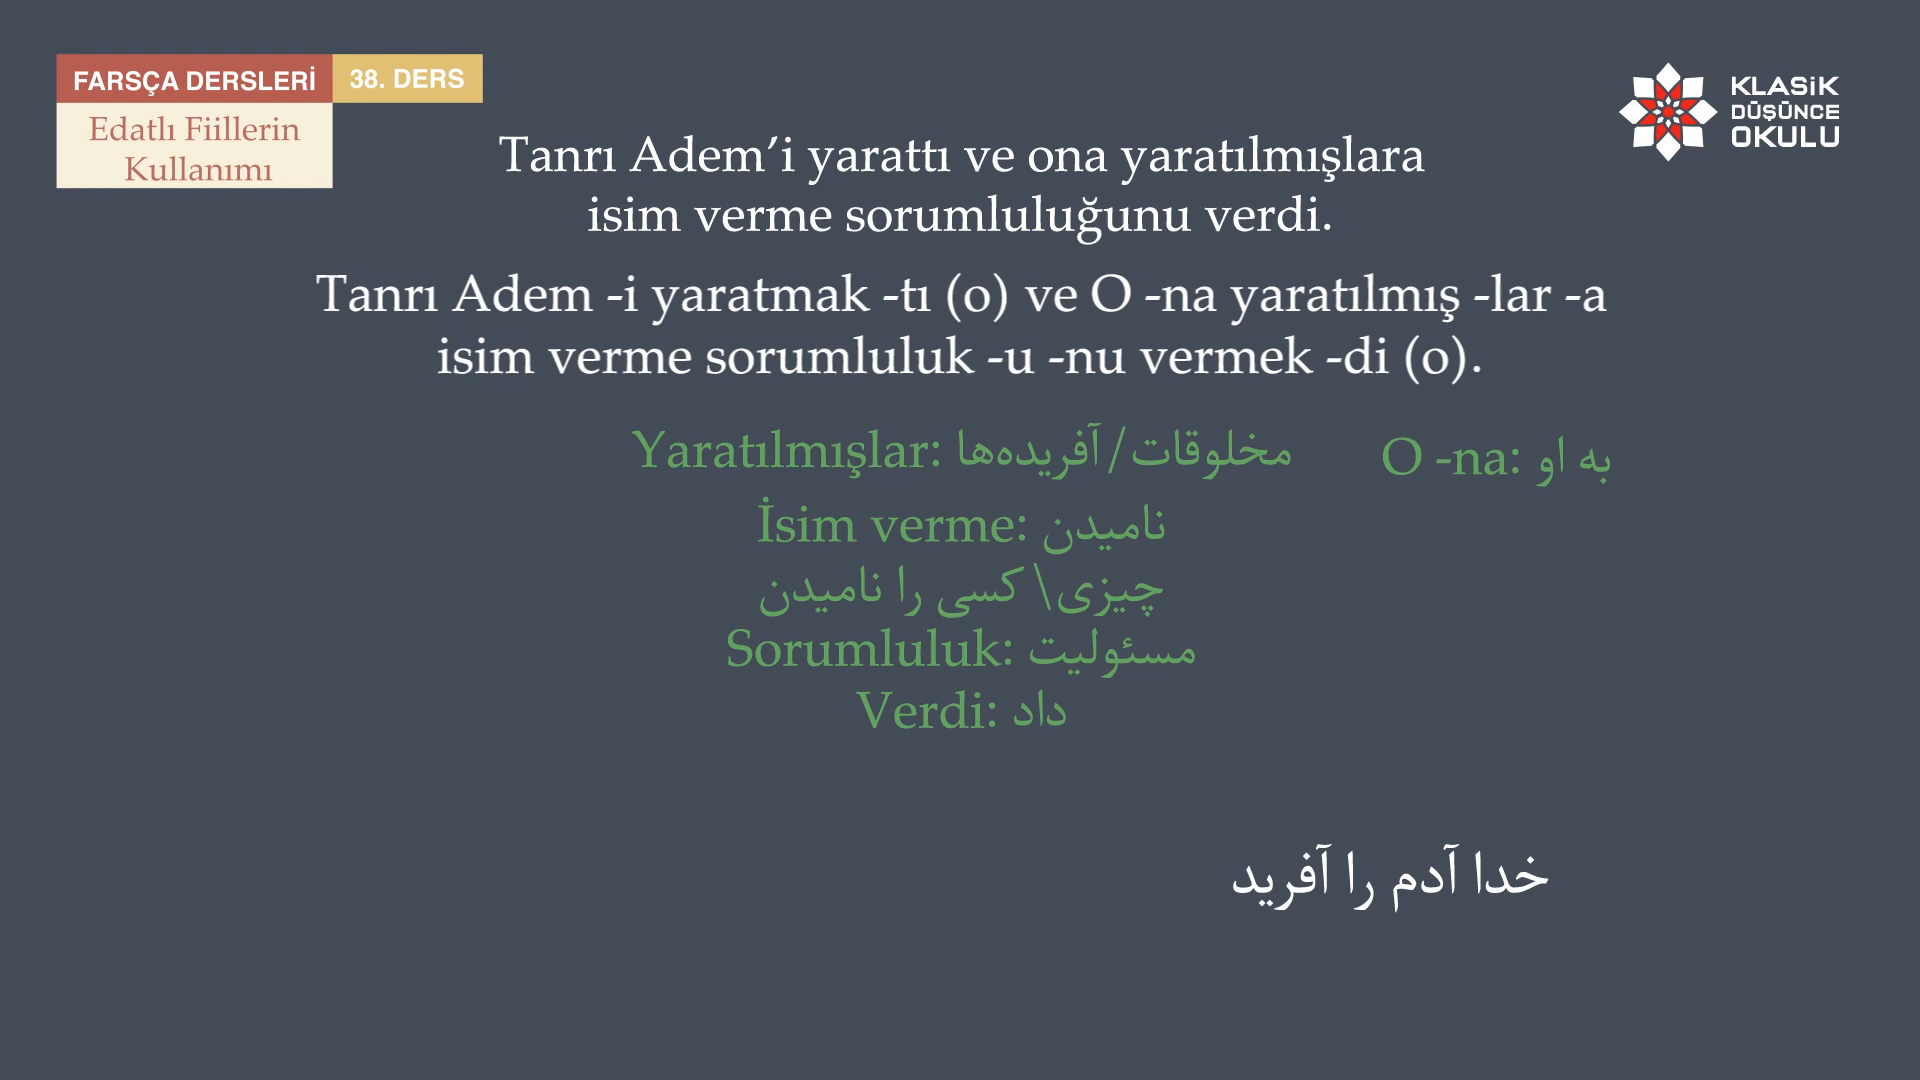 FARSÇA DERSLERİ
38. DERS
Edatlı Fiillerin
Kullanımı
KLASiK
DÜŞÜNCE
OKULU
Tanrı Adem’i yarattı ve ona yaratılmışlara
isim verme sorumluluğunu verdi.
Tanrı Adem -i yaratmak -tı (o) ve O -na yaratılmış -lar -a
isim verme sorumluluk -u -nu vermek -di (o).
Yaratılmışlar: مخلوقات/آفریده‌ها
O -na: به او
İsim verme: نامیدن
چیزی\ کسی را نامیدن
Sorumluluk: مسئولیت
Verdi: داد
خدا آدم را آفرید